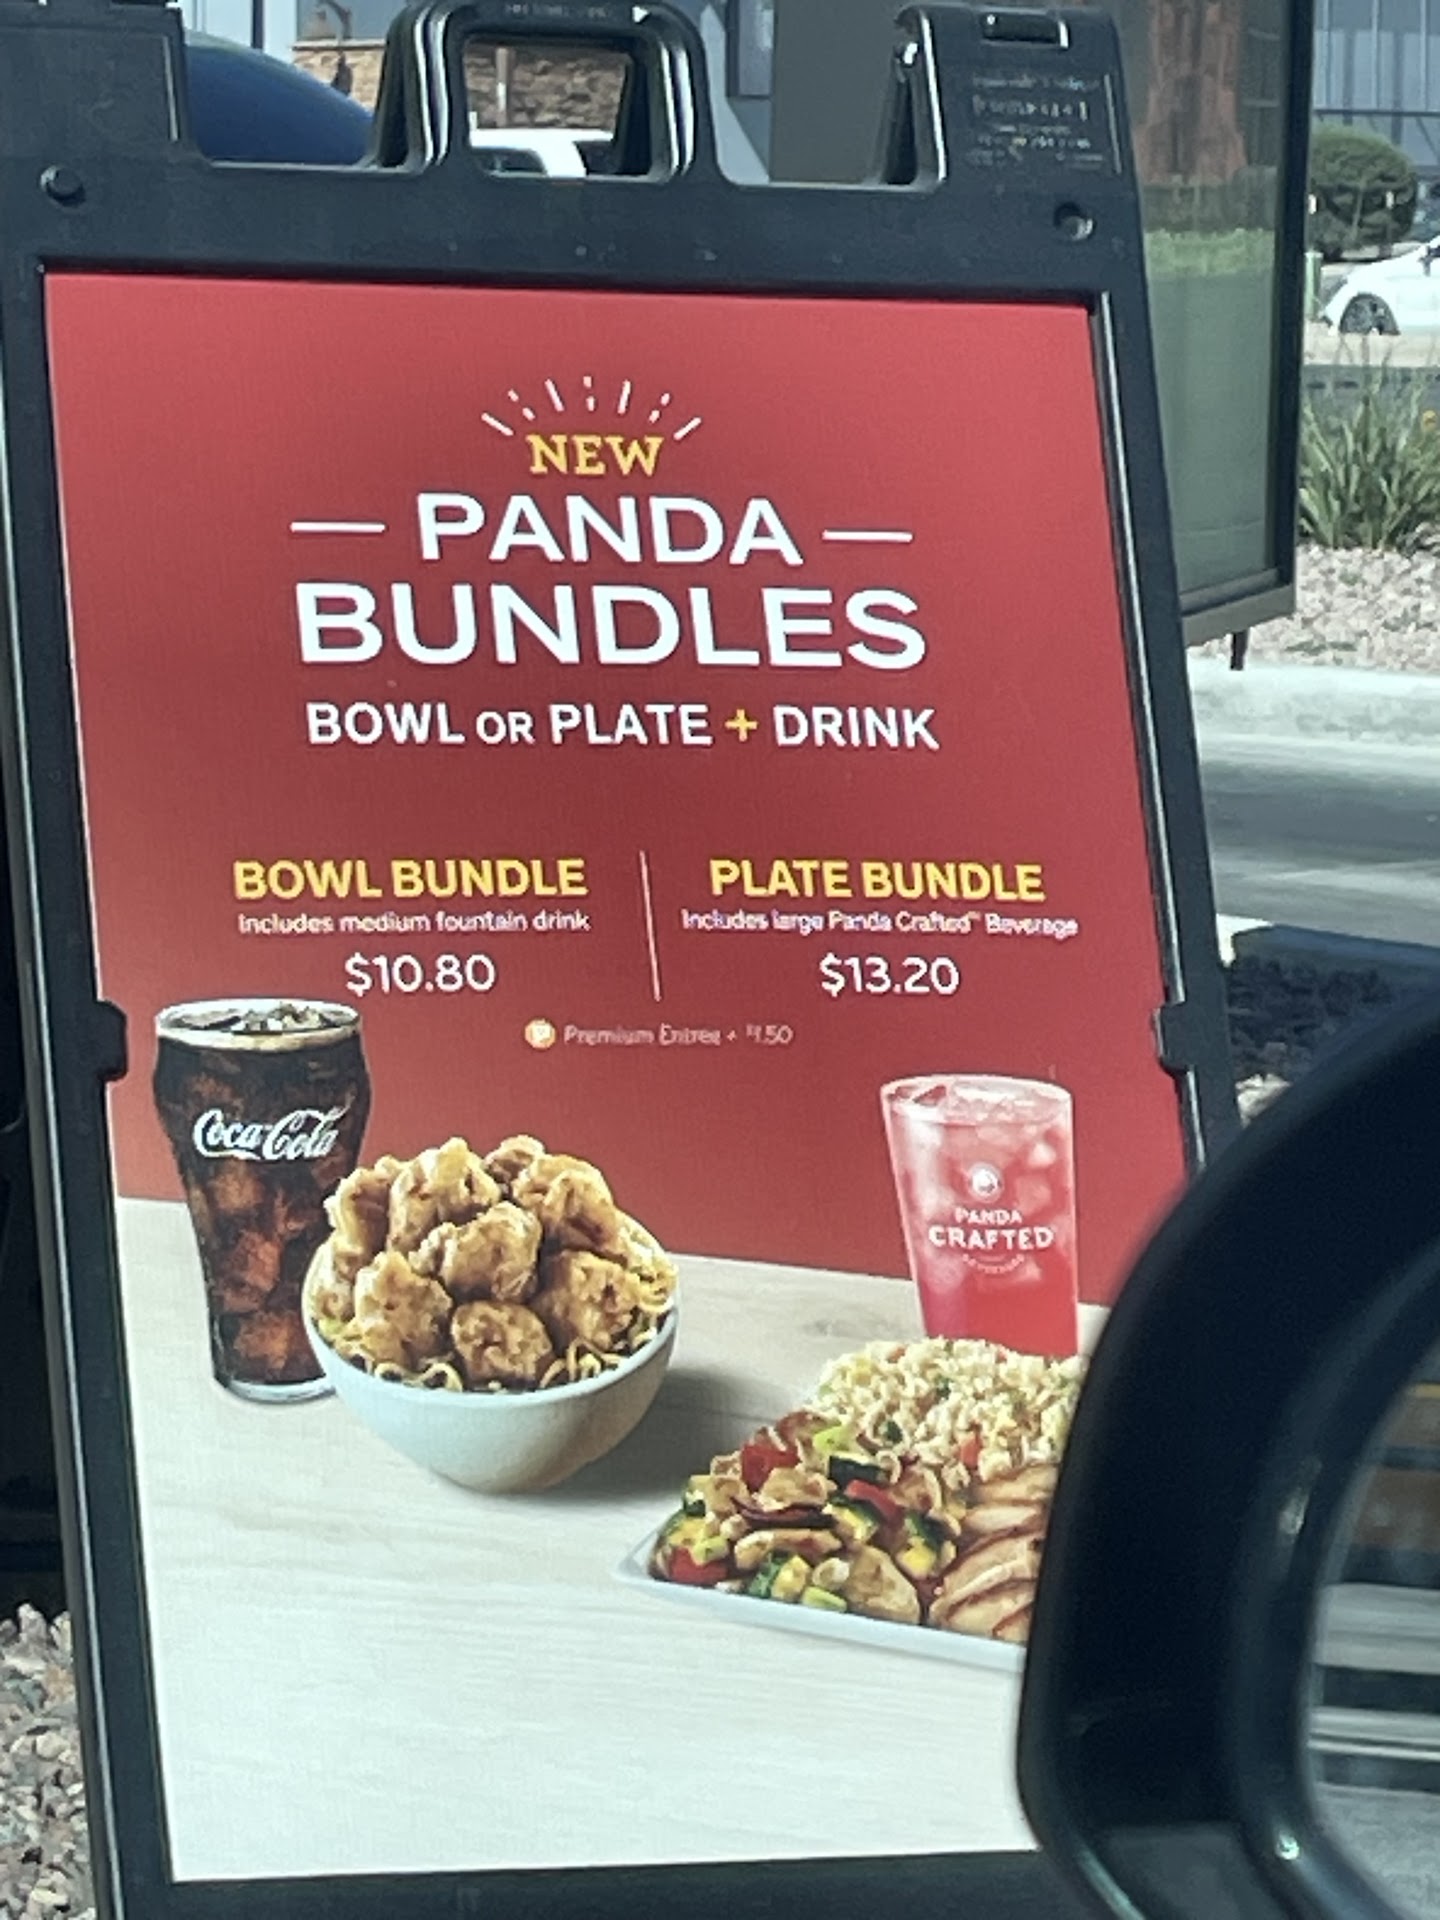 NEW
PANDA
BUNDLES
BOWL OR PLATE + DRINK
BOWL BUNDLE
Includes medium fountain drink
$10.80
PLATE BUNDLE
Includes large Panda Crafted™ Beverage
$13.20
Premium Entree + $1.50
Coca-Cola
PANDA
CRAFTED